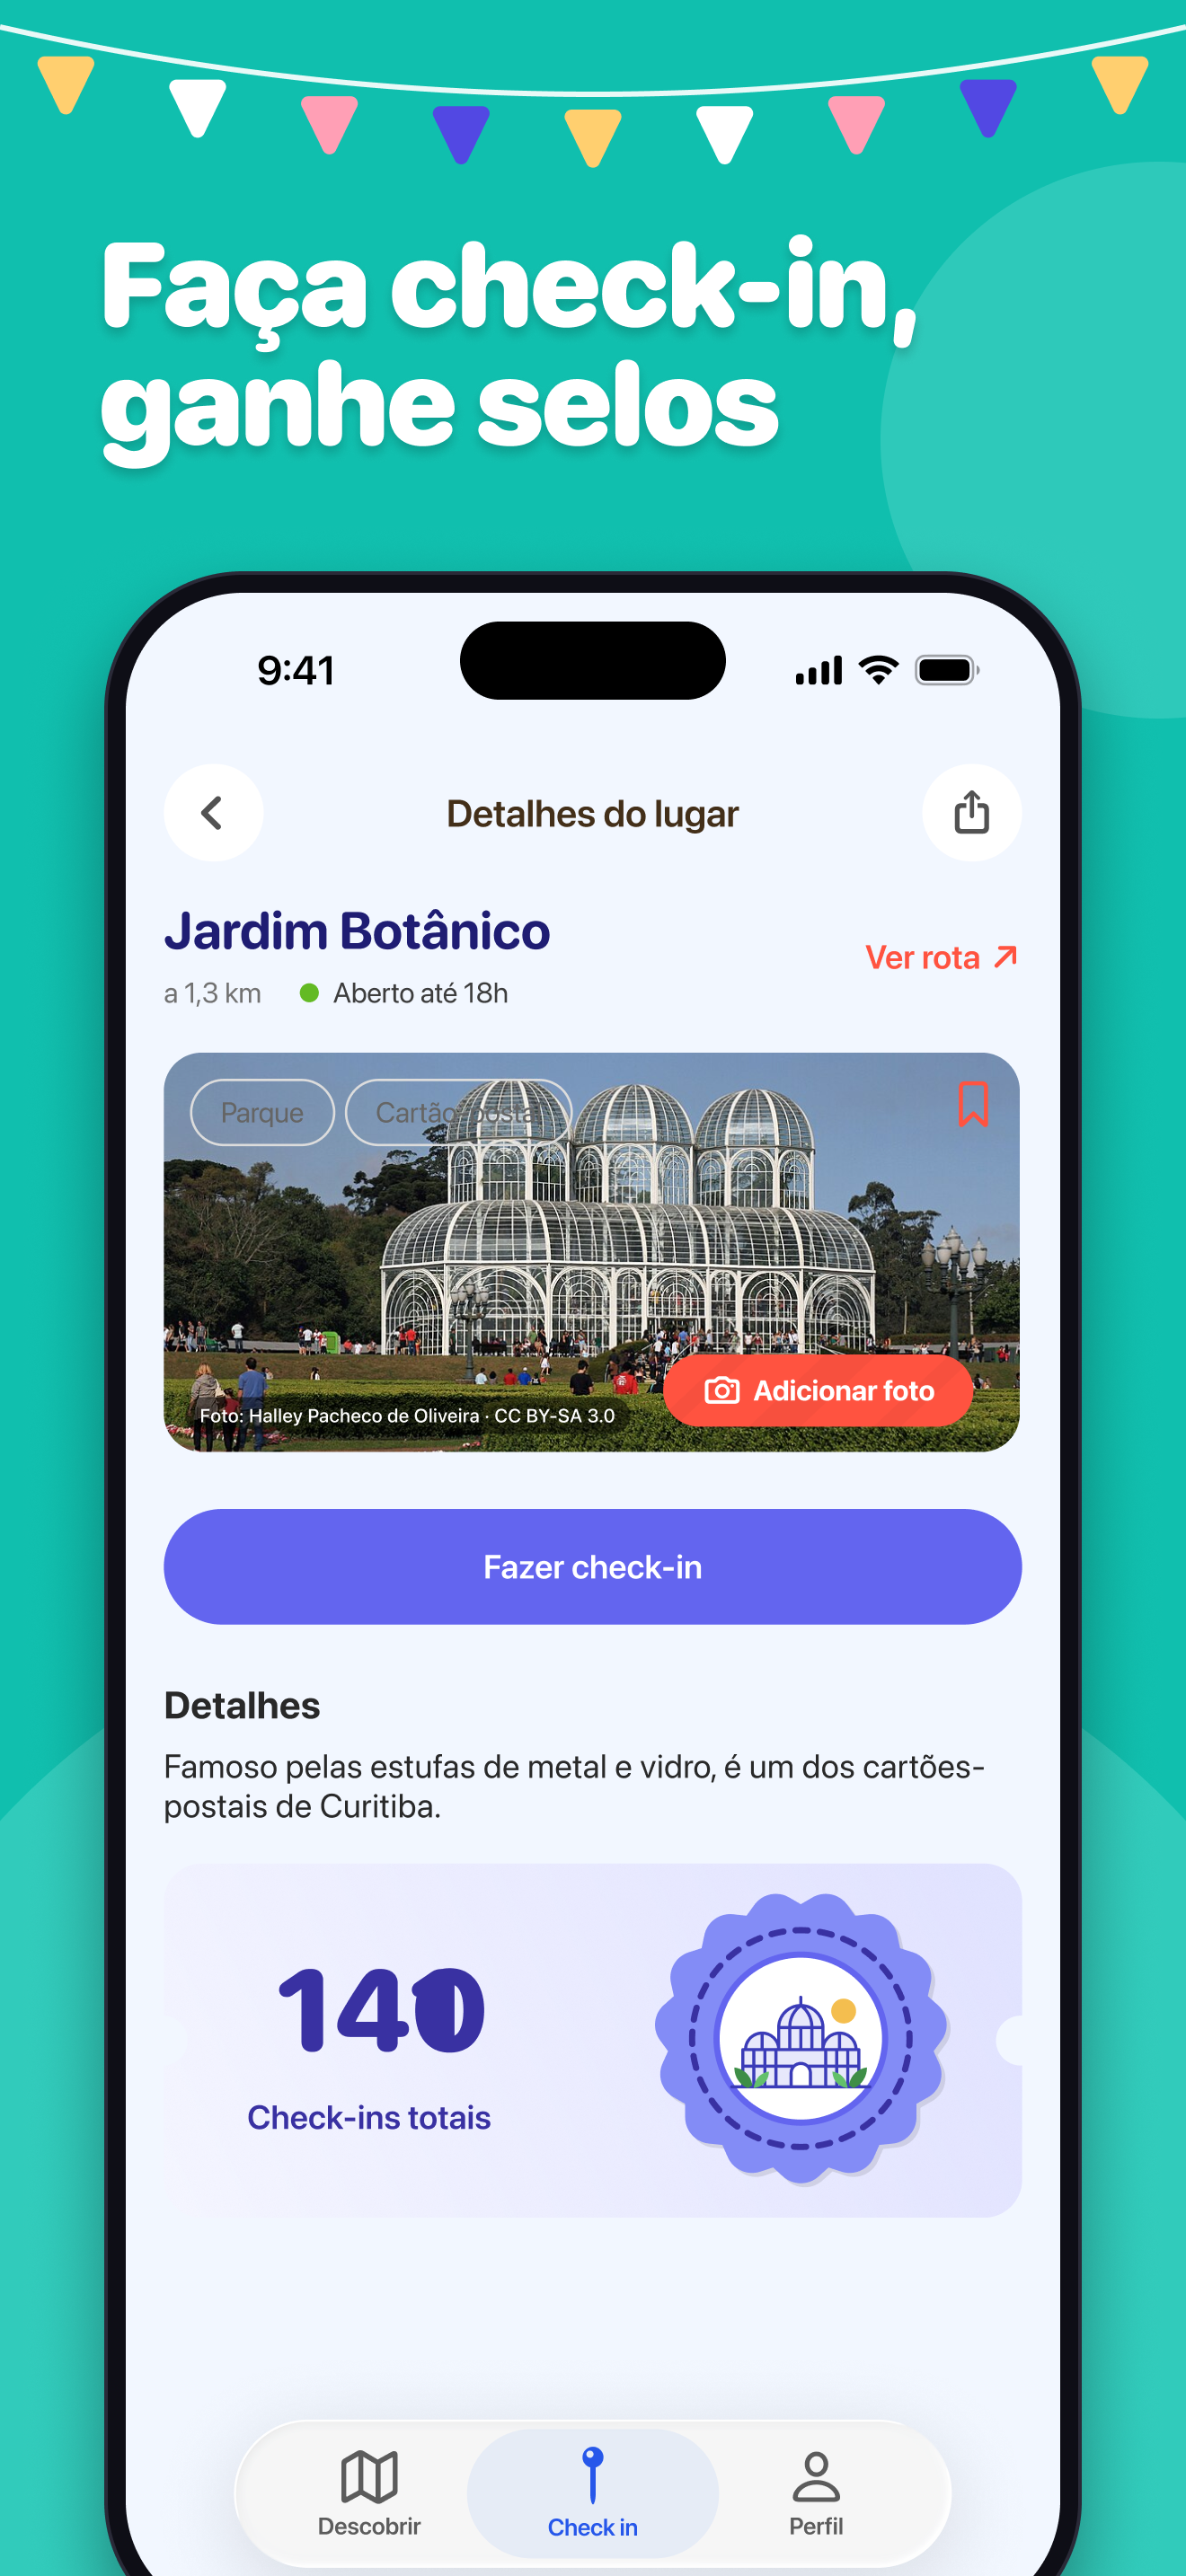 Faça check-in,
ganhe selos
9:41
Detalhes do lugar
Jardim Botânico
Ver rota
a 1,3 km
Aberto até 18h
Parque
Foto: Halley Pacheco de Oliveira · CC BY-SA 3.0
Adicionar foto
Fazer check-in
Detalhes
Famoso pelas estufas de metal e vidro, é um dos cartões-
postais de Curitiba.
Check-ins totais
Descobrir
Check in
Perfil